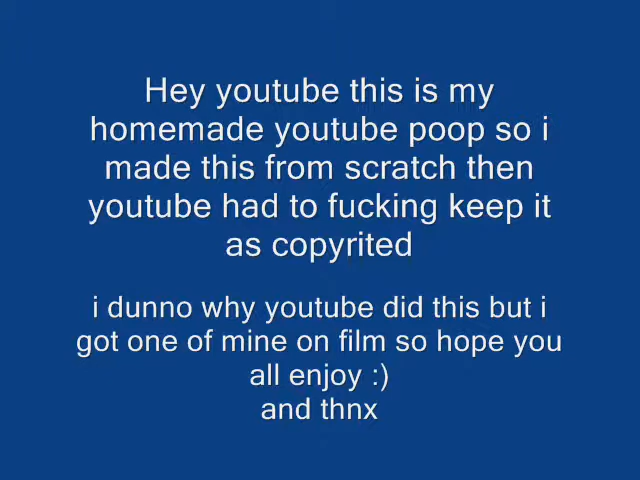 Hey youtube this is my
homemade youtube poop so i
made this from scratch then
youtube had to fucking keep it
as copyrited
i dunno why youtube did this but i
got one of mine on film so hope you
all enjoy :)
and thnx